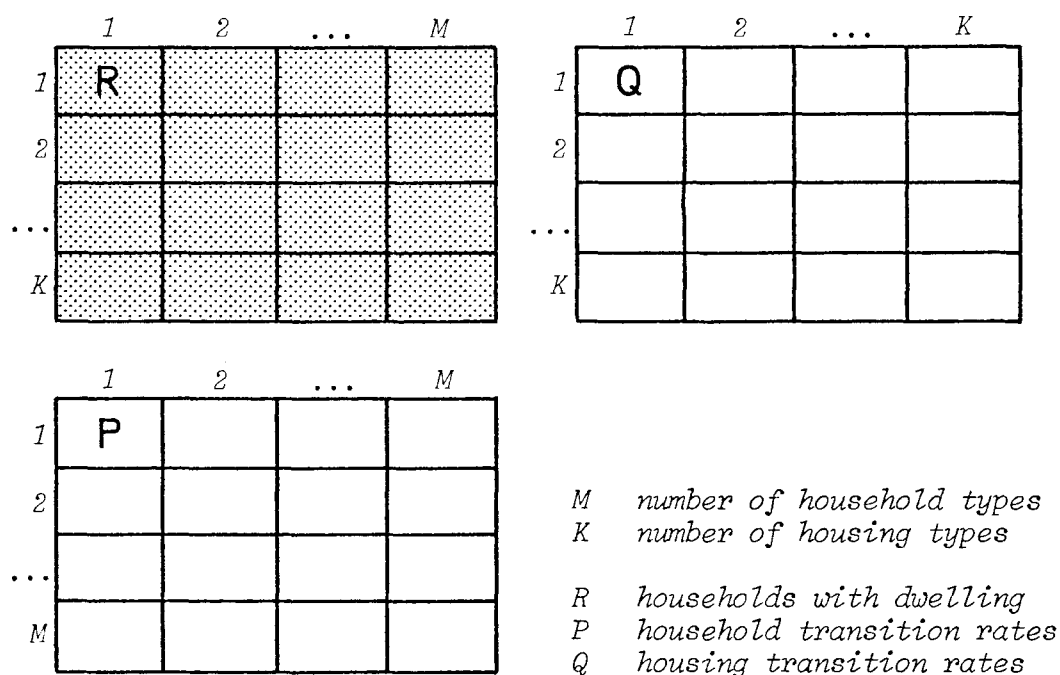 1 2 ... M
1 R
2
...
K
1 2 ... K
1 Q
2
...
K
1 2 ... M
1 P
2
...
M
M number of household types
K number of housing types
R households with dwelling
P household transition rates
Q housing transition rates